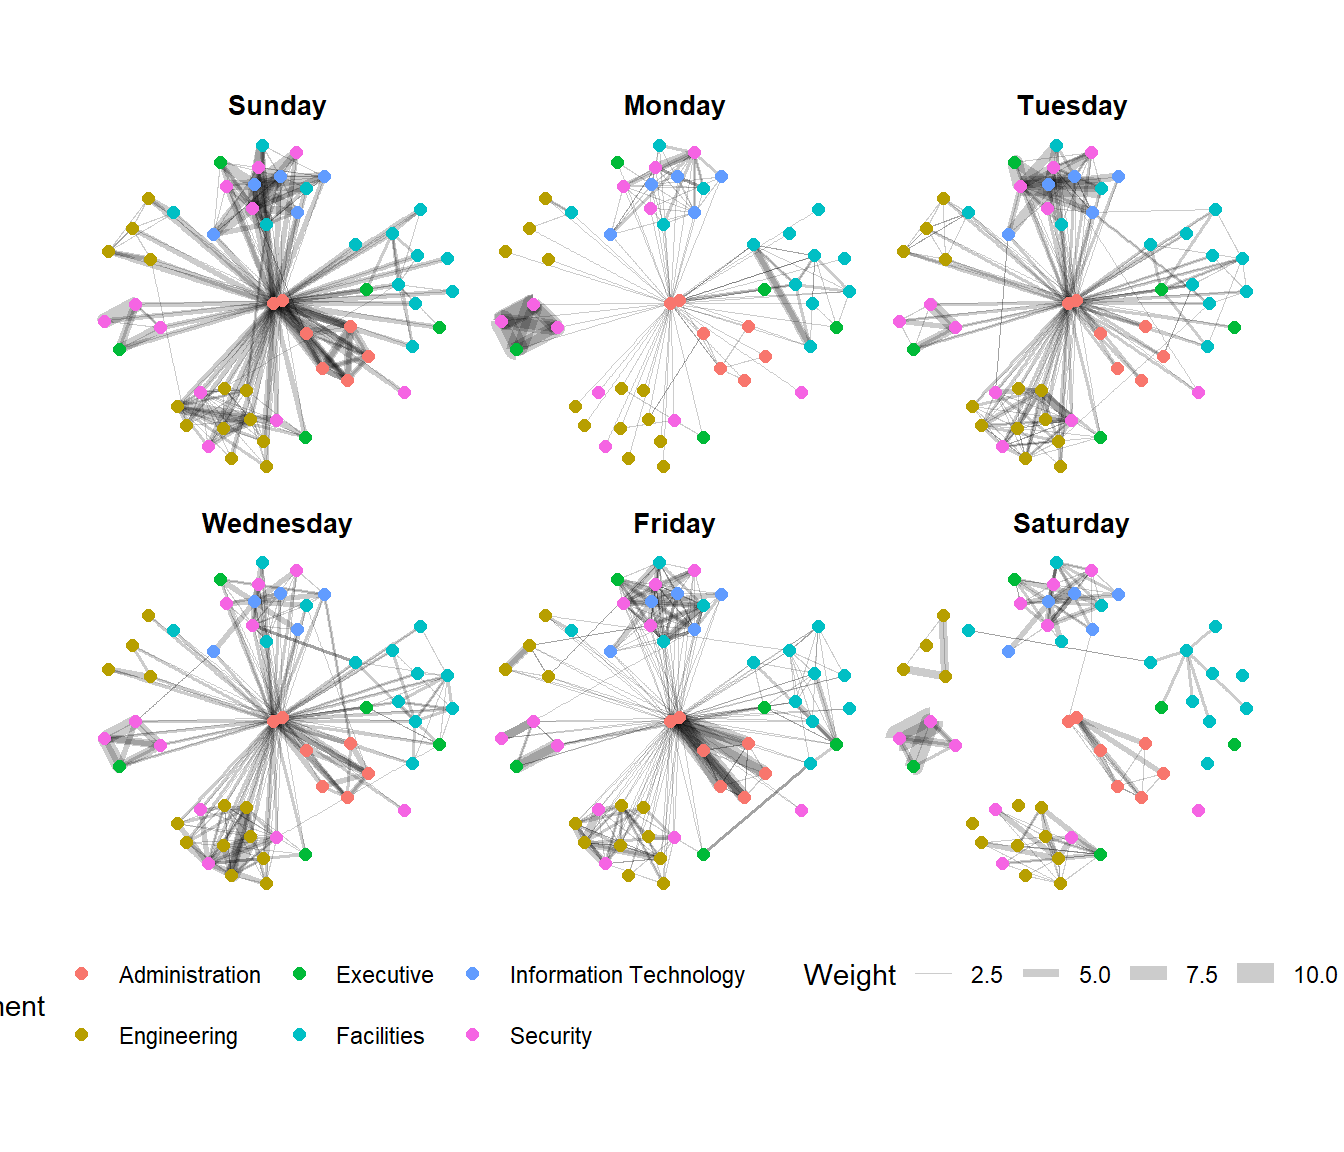 Sunday Monday Tuesday
Wednesday Friday Saturday
Administration Executive Information Technology Weight 2.5 5.0 7.5 10.0
Engineering Facilities Security